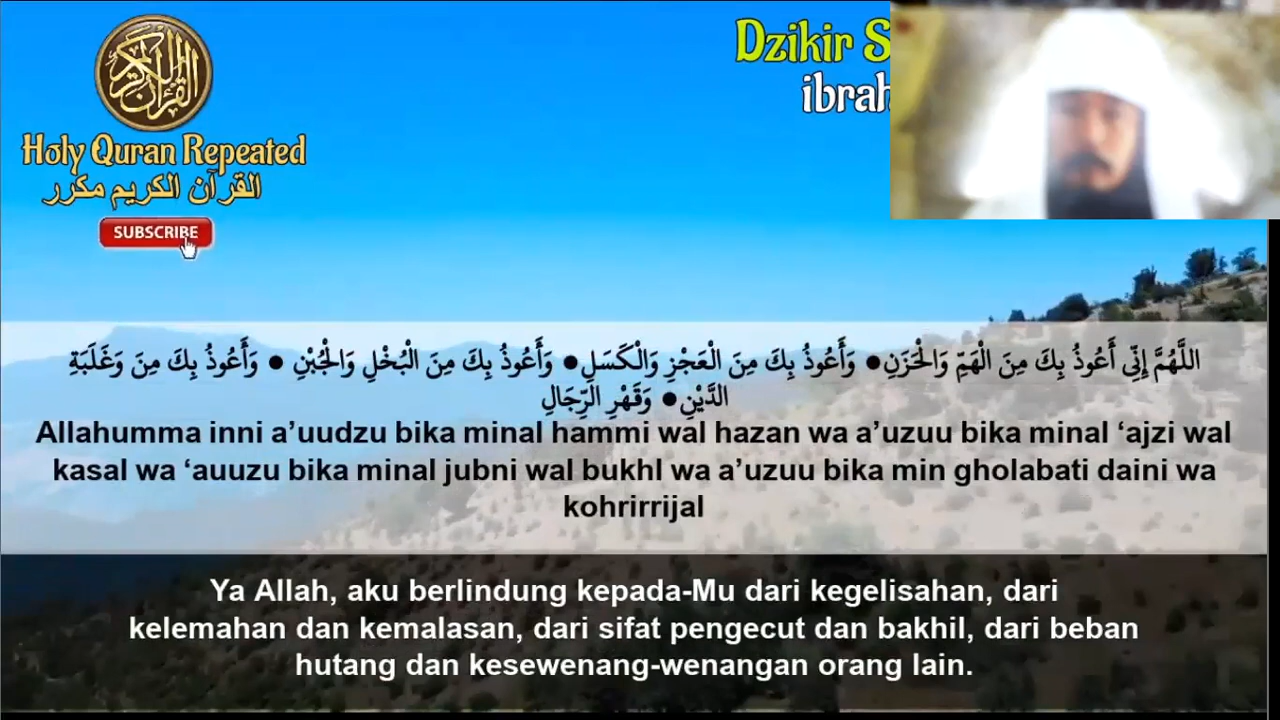 Holy Quran Repeated
القرآن الكريم مكرر
SUBSCRIBE
Dzikir S
ibrah
اللَّهُمَّ إِنِّى أَعُوذُ بِكَ مِنَ الْهَمِّ وَالْحَزَنِ● وَأَعُوذُ بِكَ مِنَ الْعَجْزِ وَالْكَسَلِ● وَأَعُوذُ بِكَ مِنَ الْبُخْلِ وَالْجُبْنِ ● وَأَعُوذُ بِكَ مِنَ وَغَلَبَةِ
الدَّيْنِ● وَقَهْرِ الرِّجَالِ
Allahumma inni a’uudzu bika minal hammi wal hazan wa a’uzuu bika minal ‘ajzi wal
kasal wa ‘auuzu bika minal jubni wal bukhl wa a’uzuu bika min gholabati daini wa
kohrirrijal
Ya Allah, aku berlindung kepada-Mu dari kegelisahan, dari
kelemahan dan kemalasan, dari sifat pengecut dan bakhil, dari beban
hutang dan kesewenang-wenangan orang lain.